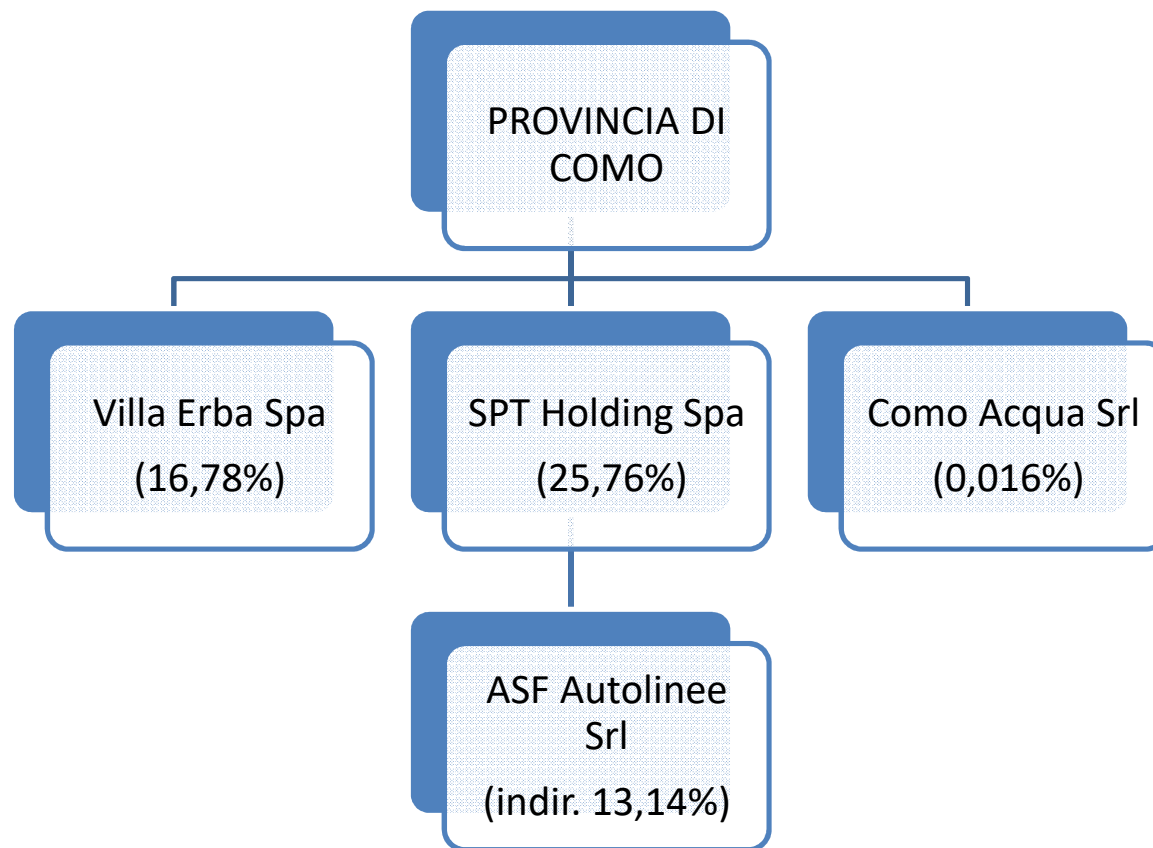 PROVINCIA DI
COMO
Villa Erba Spa
(16,78%)
SPT Holding Spa
(25,76%)
Como Acqua Srl
(0,016%)
ASF Autolinee
Srl
(indir. 13,14%)